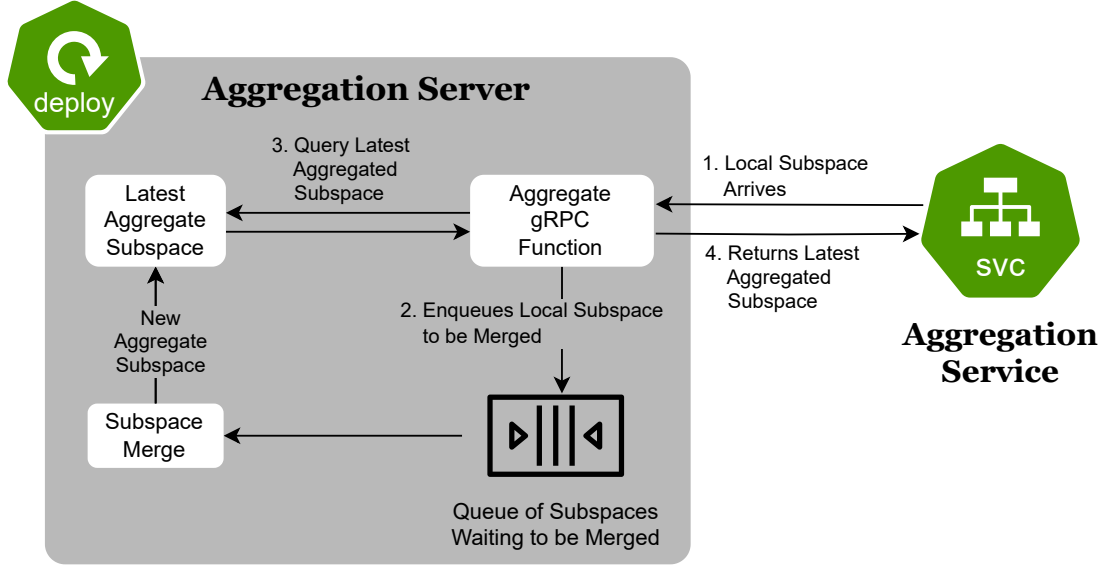 deploy
Aggregation Server
3. Query Latest
Aggregated
Subspace
1. Local Subspace
Arrives
Latest
Aggregate
Subspace
Aggregate
gRPC
Function
svc
4. Returns Latest
Aggregated
Subspace
2. Enqueues Local Subspace
to be Merged
New
Aggregate
Subspace
Aggregation
Service
Subspace
Merge
Queue of Subspaces
Waiting to be Merged